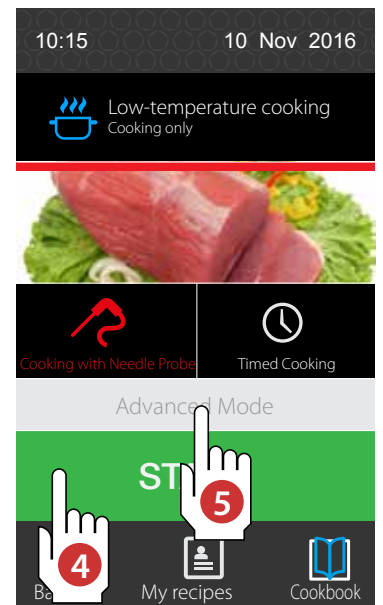 10:15 10 Nov 2016
Low-temperature cooking
Cooking only
Cooking with Needle Probe
Timed Cooking
Advanced Mode
5
4
My recipes
Cookbook